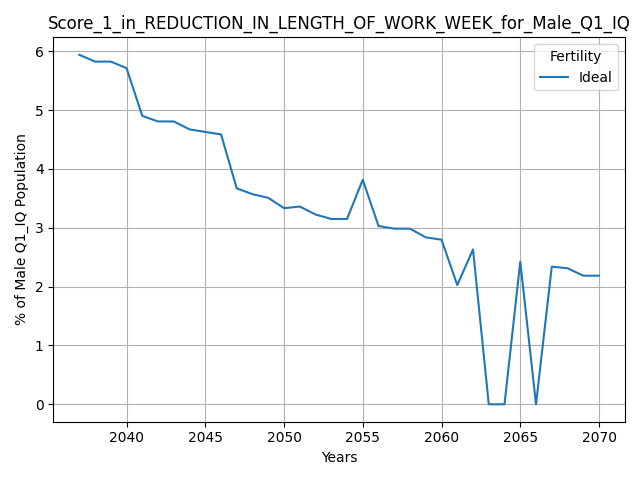 Score_1_in_REDUCTION_IN_LENGTH_OF_WORK_WEEK_for_Male_Q1_IQ
Fertility
Ideal
6
5
4
3
2
1
0
% of Male Q1_IQ Population
2040 2045 2050 2055 2060 2065 2070
Years